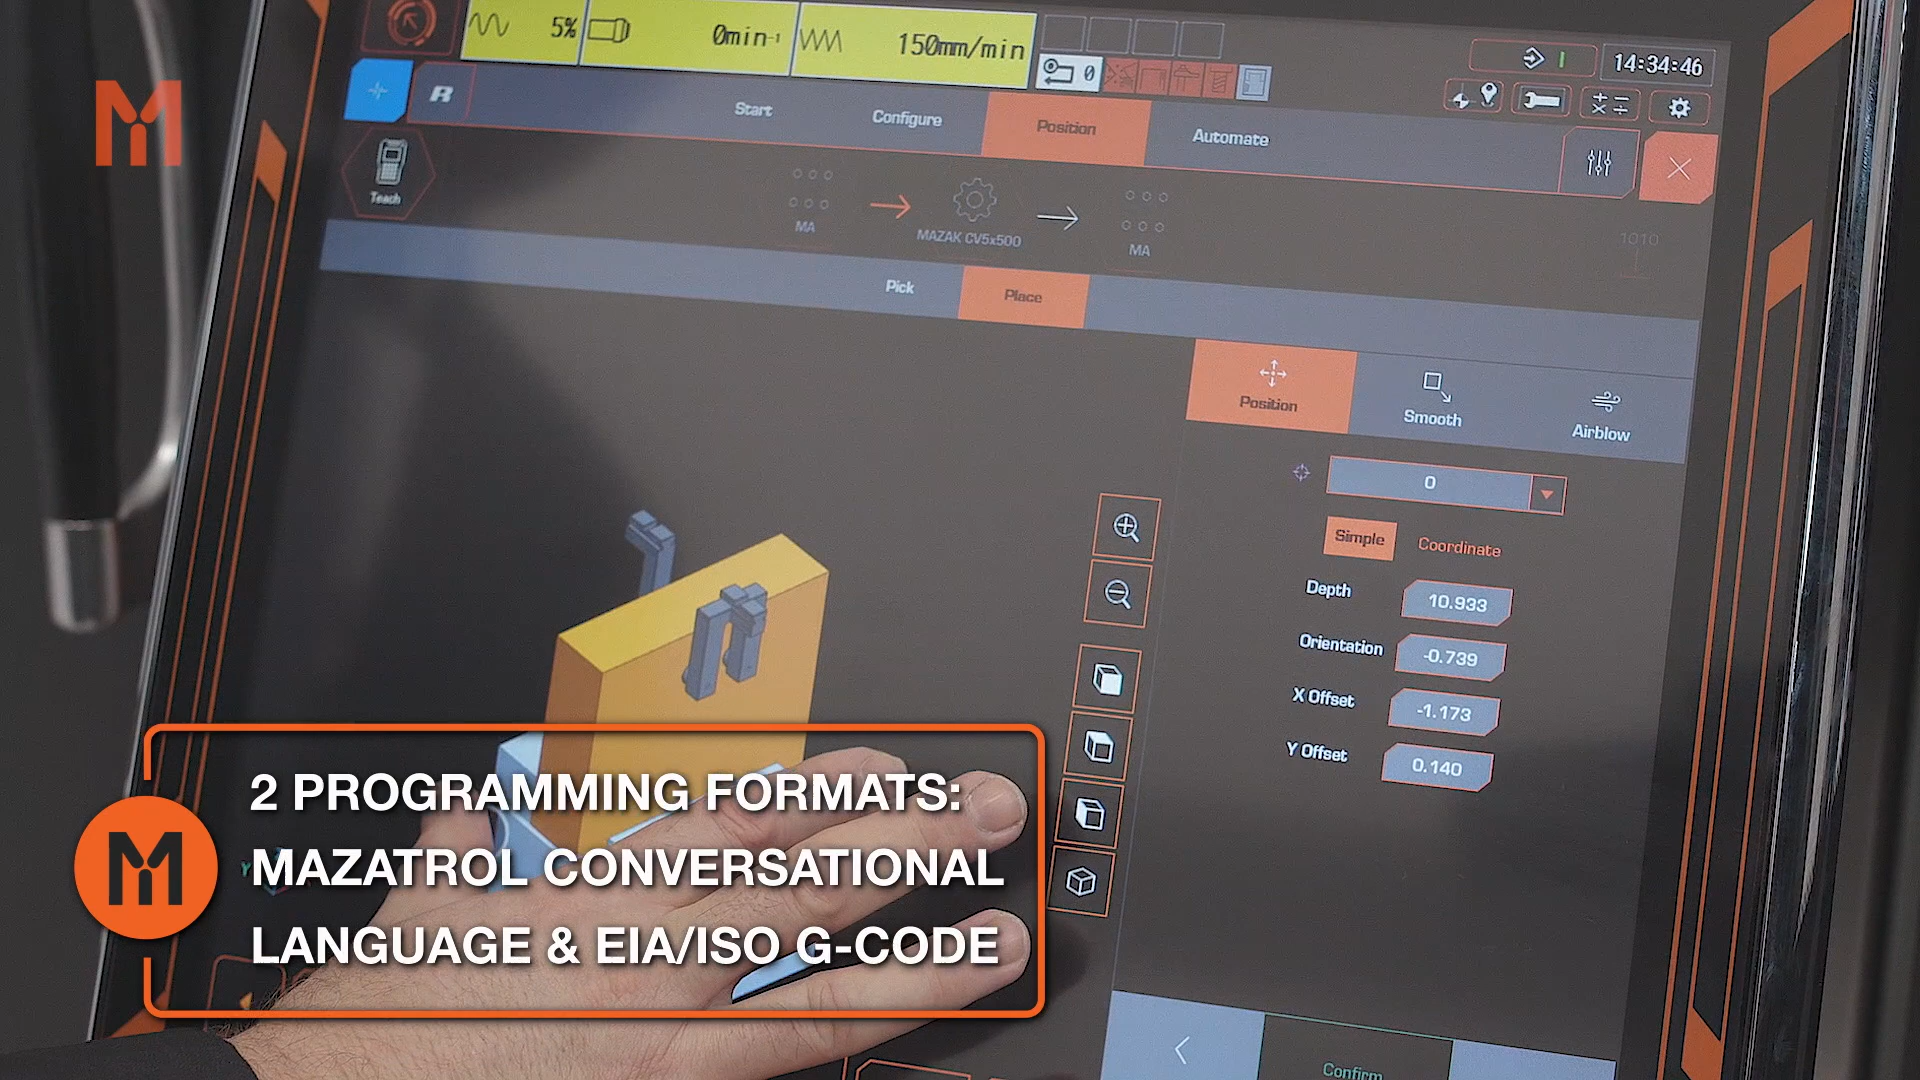 5%
0min⁻¹
150mm/min
0
14:34:46
R
Start
Configure
Position
Automate
Teach
MA
MAZAK CV5x500
MA
1010
Pick
Place
Position
Smooth
Airblow
0
Simple
Coordinate
Depth
10.933
Orientation
-0.739
X Offset
-1.173
Y Offset
0.140
2 PROGRAMMING FORMATS:
MAZATROL CONVERSATIONAL
LANGUAGE & EIA/ISO G-CODE
Y
Confirm